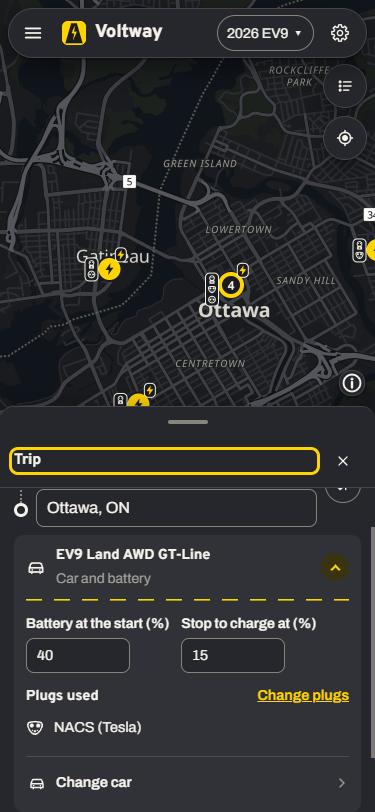 Voltway
2026 EV9
ROCKCLIFFE
PARK
GREEN ISLAND
5
LOWERTOWN
Gatineau
SANDY HILL
4
Ottawa
CENTRETOWN
Trip
Ottawa, ON
EV9 Land AWD GT-Line
Car and battery
Battery at the start (%)
Stop to charge at (%)
40
15
Plugs used
Change plugs
NACS (Tesla)
Change car